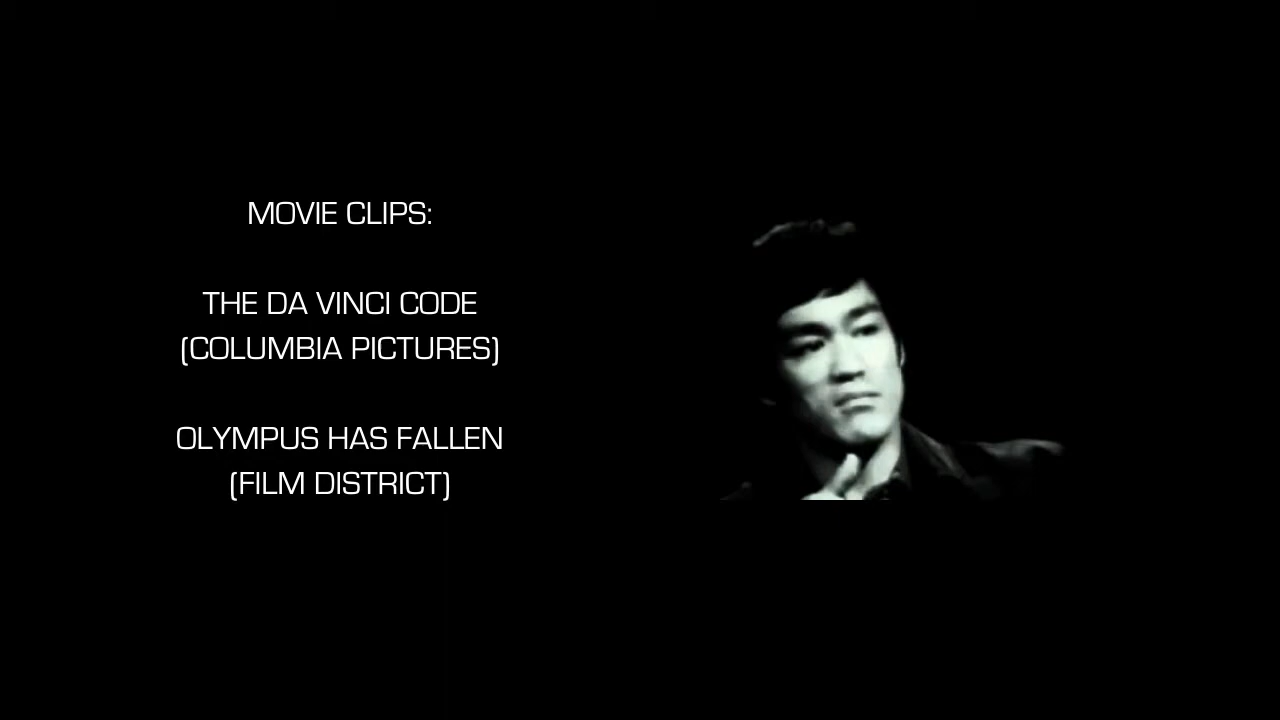 MOVIE CLIPS:
THE DA VINCI CODE
(COLUMBIA PICTURES)
OLYMPUS HAS FALLEN
(FILM DISTRICT)